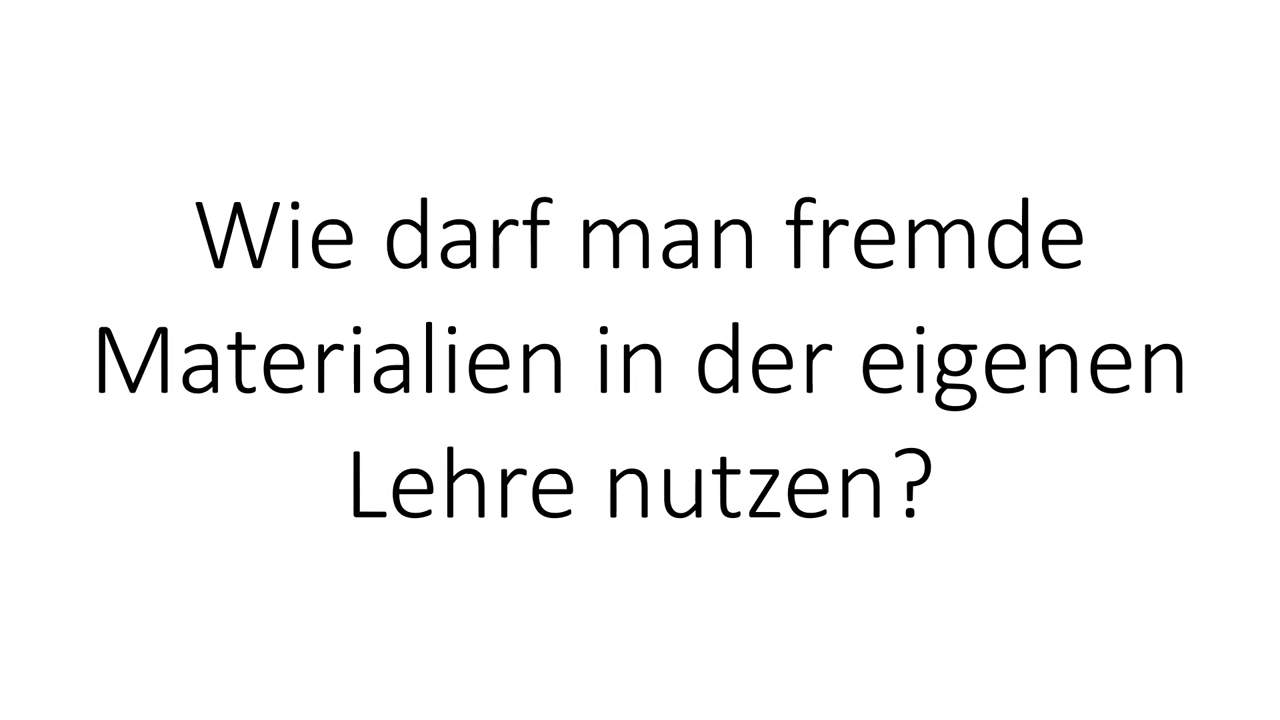 Wie darf man fremde
Materialien in der eigenen
Lehre nutzen?